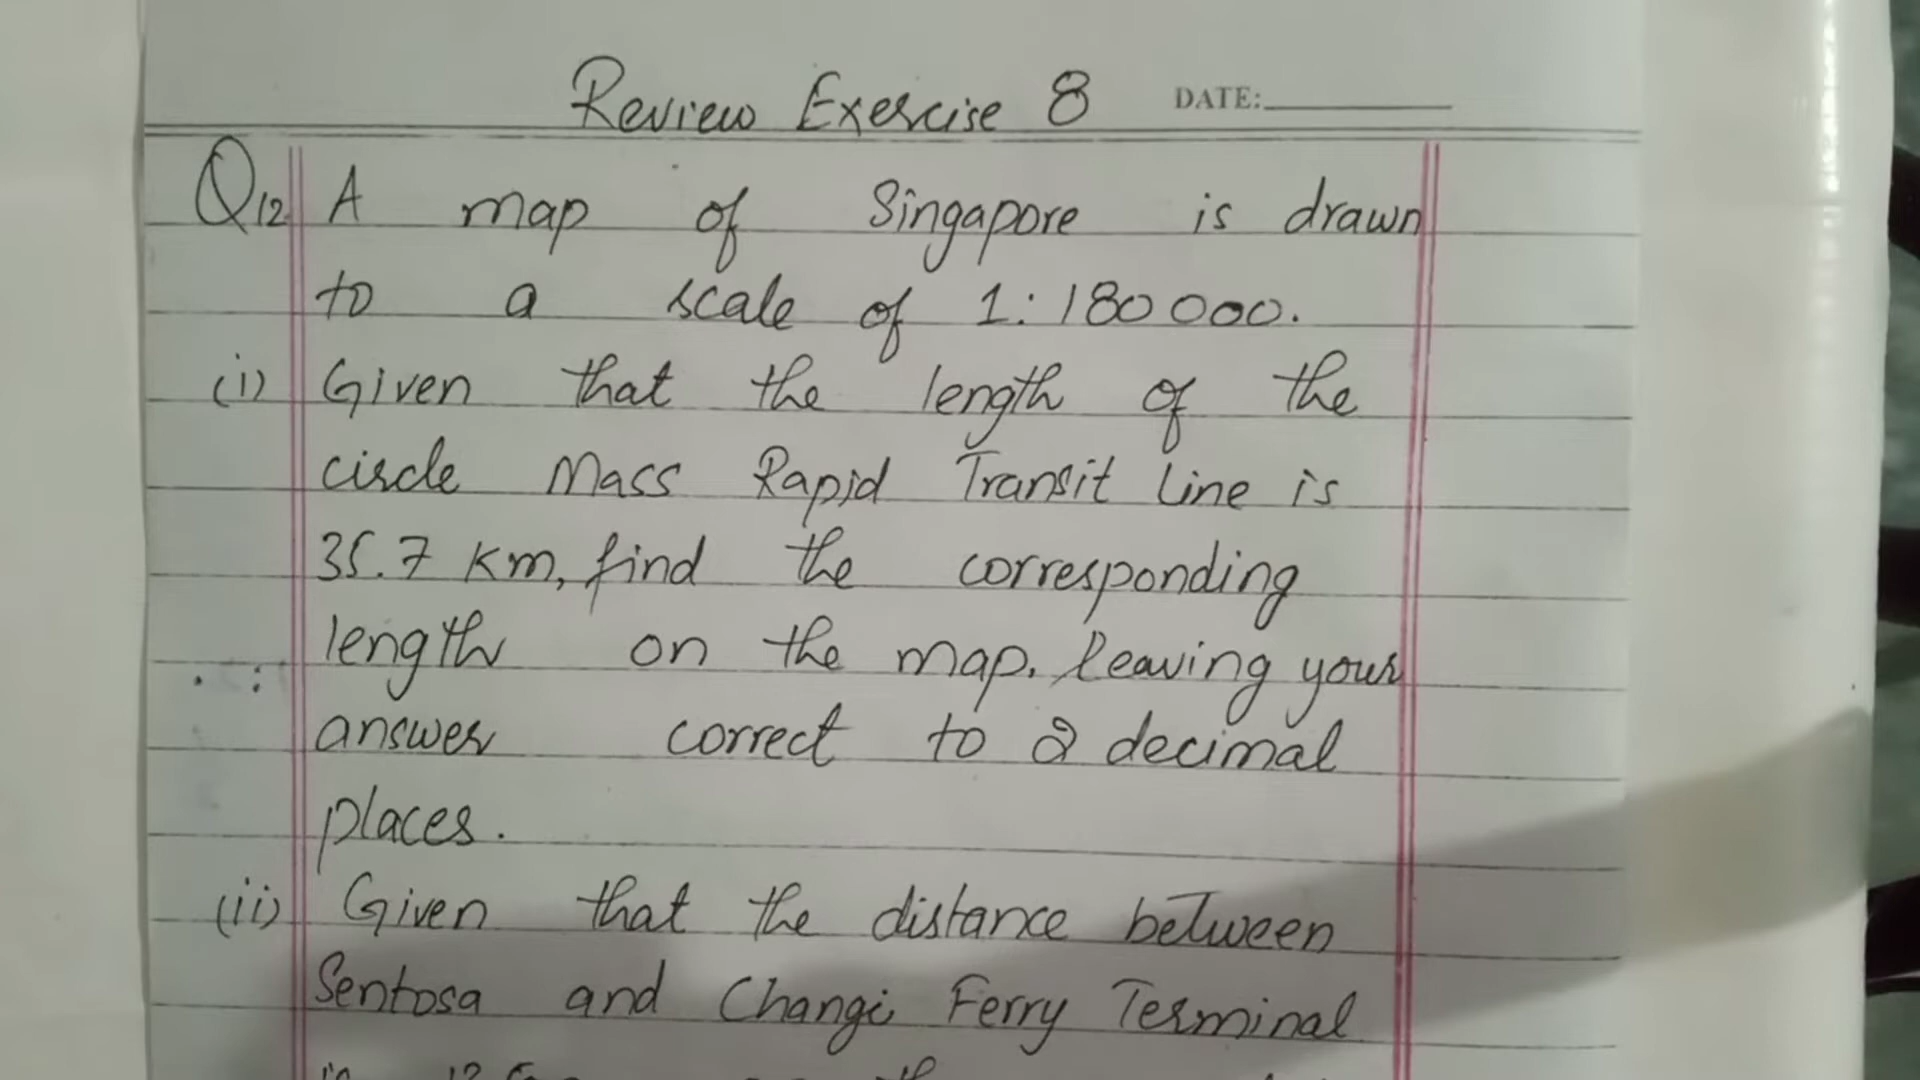 Review Exercise 8 DATE:
Q12 A map of Singapore is drawn
to a scale of 1:180 000.
(i) Given that the length of the
circle Mass Rapid Transit Line is
35.7 km, find the corresponding
length on the map. leaving your
answer correct to 2 decimal
places.
(ii) Given that the distance between
Sentosa and Changi Ferry Terminal